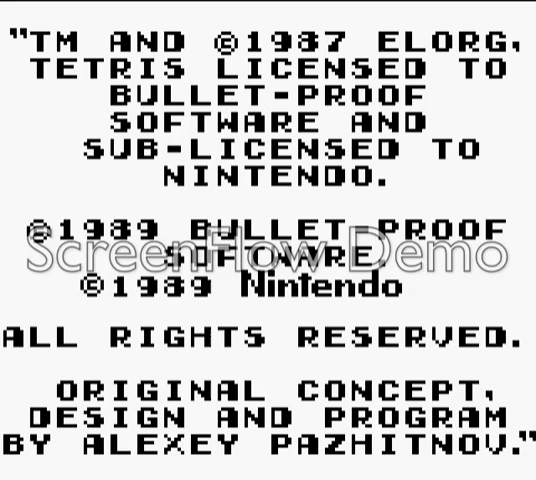 "TM AND ©1987 ELORG,
TETRIS LICENSED TO
BULLET-PROOF
SOFTWARE AND
SUB-LICENSED TO
NINTENDO.
©1989 BULLET-PROOF
SOFTWARE.
ScreenFlow Demo
©1989 Nintendo
ALL RIGHTS RESERVED.
ORIGINAL CONCEPT,
DESIGN AND PROGRAM
BY ALEXEY PAZHITNOV."